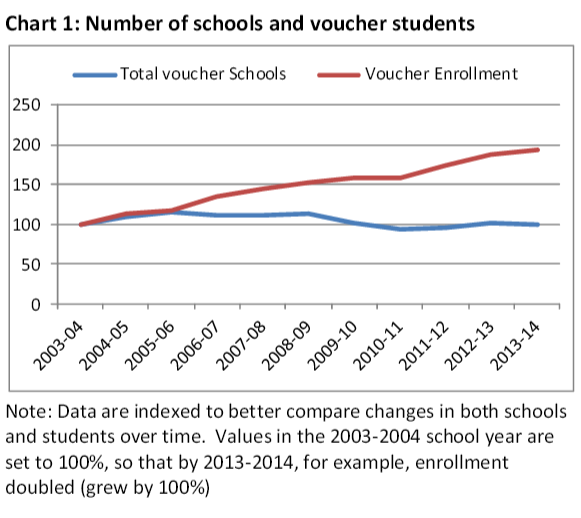 Chart 1: Number of schools and voucher students
Total voucher Schools
Voucher Enrollment
250
200
150
100
50
0
2003-04
2004-05
2005-06
2006-07
2007-08
2008-09
2009-10
2010-11
2011-12
2012-13
2013-14
Note: Data are indexed to better compare changes in both schools
and students over time.  Values in the 2003-2004 school year are
set to 100%, so that by 2013-2014, for example, enrollment
doubled (grew by 100%)